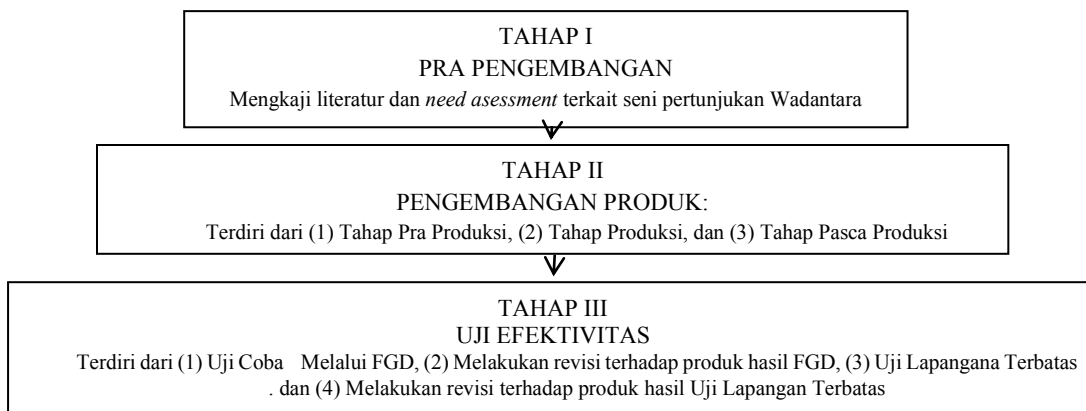 TAHAP I
PRA PENGEMBANGAN
Mengkaji literatur dan need asessment terkait seni pertunjukan Wadantara
TAHAP II
PENGEMBANGAN PRODUK:
Terdiri dari (1) Tahap Pra Produksi, (2) Tahap Produksi, dan (3) Tahap Pasca Produksi
TAHAP III
UJI EFEKTIVITAS
Terdiri dari (1) Uji Coba Melalui FGD, (2) Melakukan revisi terhadap produk hasil FGD, (3) Uji Lapangana Terbatas
. dan (4) Melakukan revisi terhadap produk hasil Uji Lapangan Terbatas